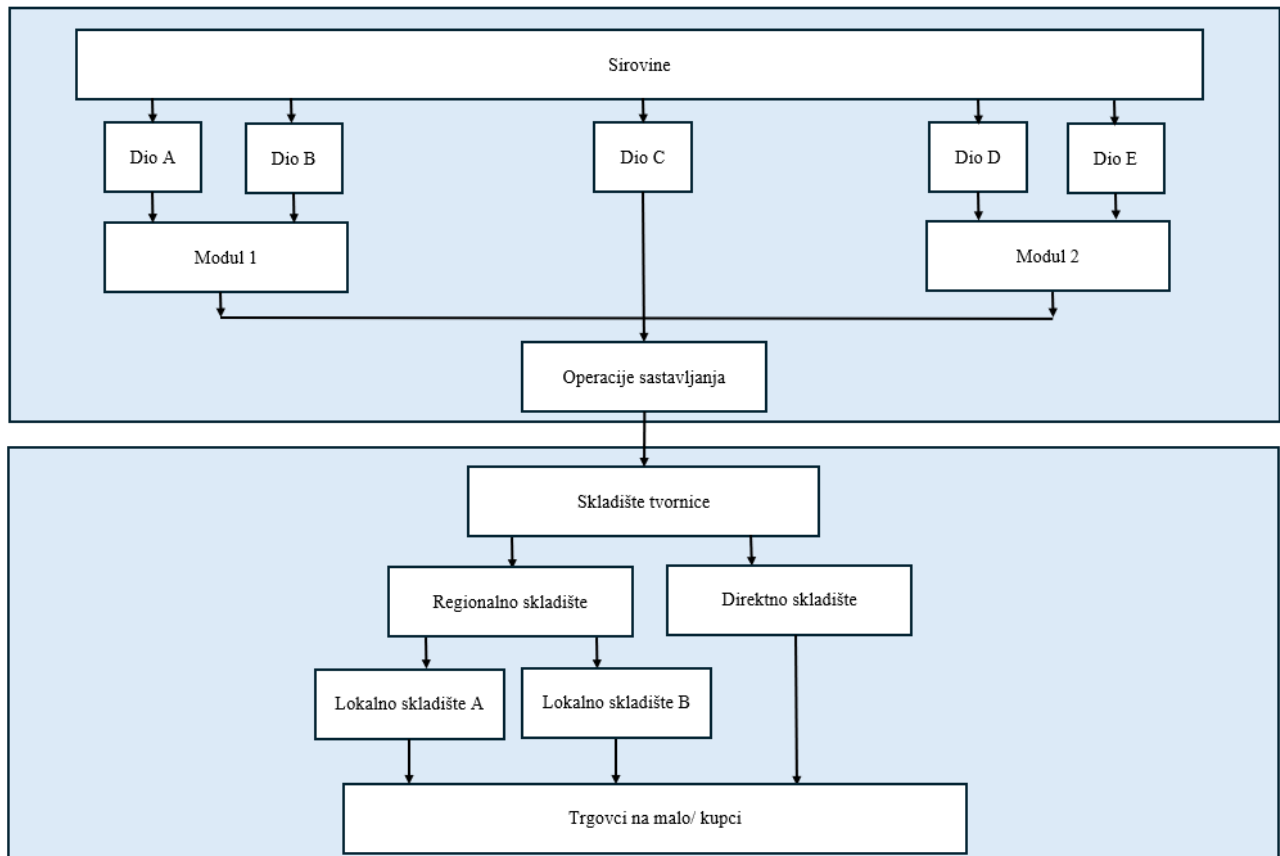 Sirovine
Dio A
Dio B
Dio C
Dio D
Dio E
Modul 1
Modul 2
Operacije sastavljanja
Skladište tvornice
Regionalno skladište
Direktno skladište
Lokalno skladište A
Lokalno skladište B
Trgovci na malo/ kupci